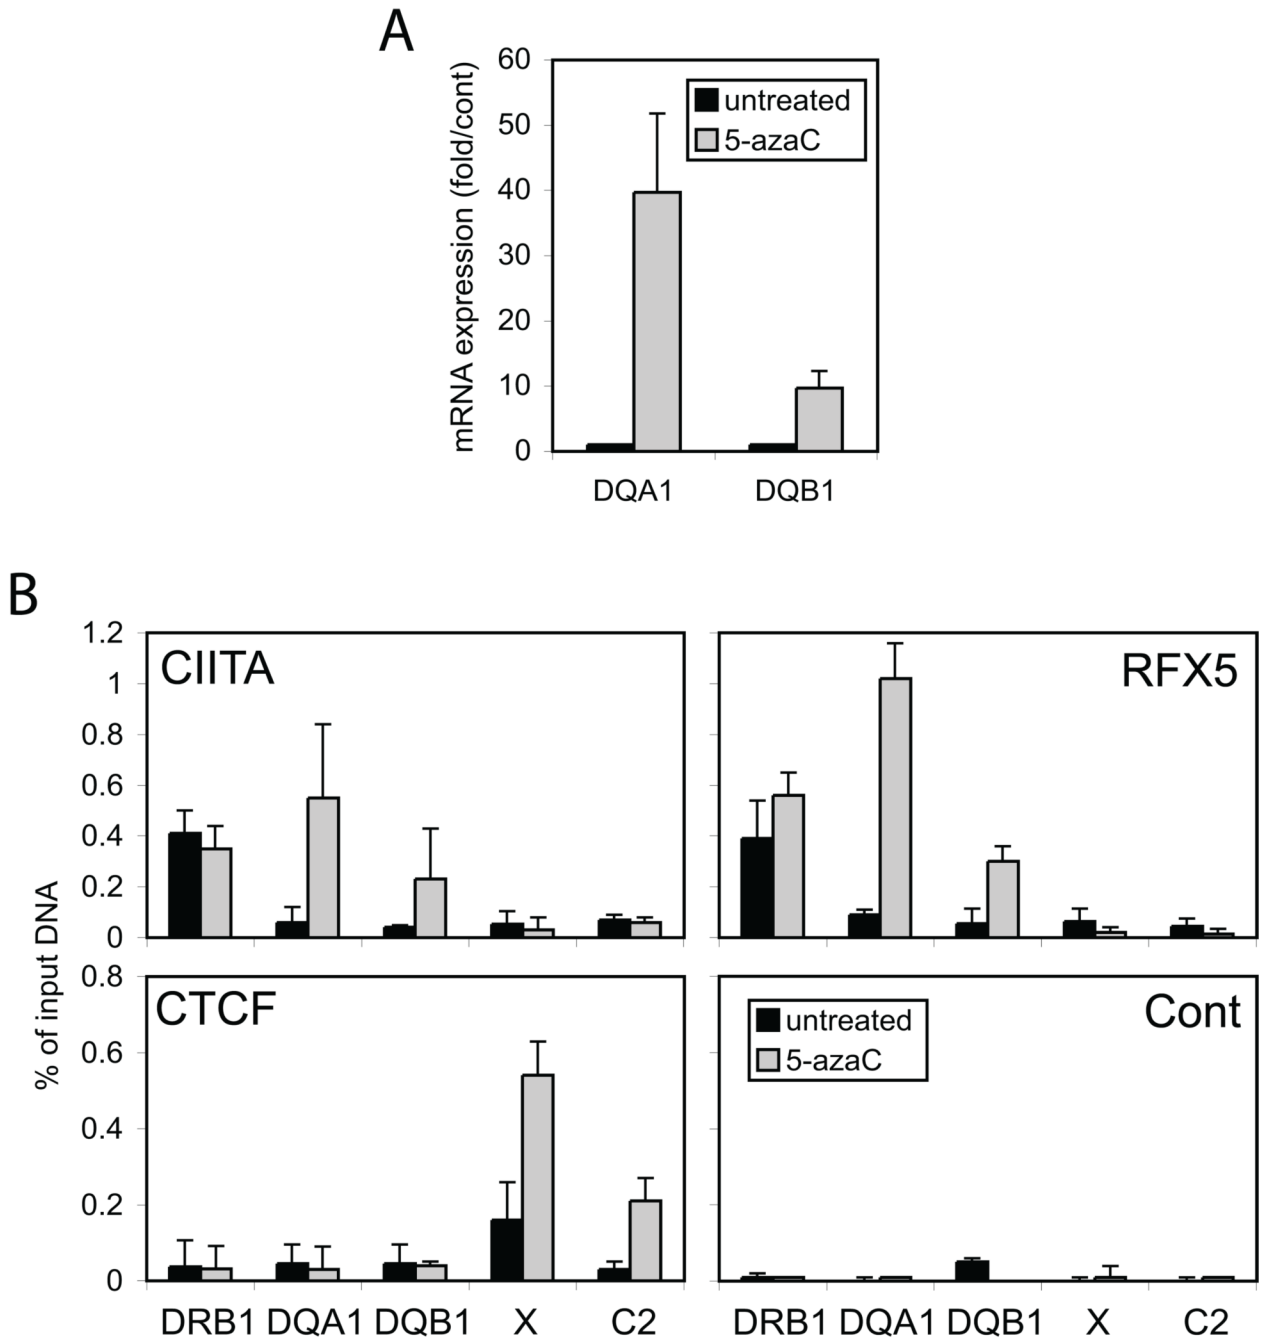 A
mRNA expression (fold/cont)
60
50
40
30
20
10
0
untreated
5-azaC
DQA1 DQB1
B
% of input DNA
1.2
1
0.8
0.6
0.4
0.2
0
CIITA
RFX5
0.8
0.6
0.4
0.2
0
CTCF
untreated
5-azaC
Cont
DRB1 DQA1 DQB1 X C2
DRB1 DQA1 DQB1 X C2